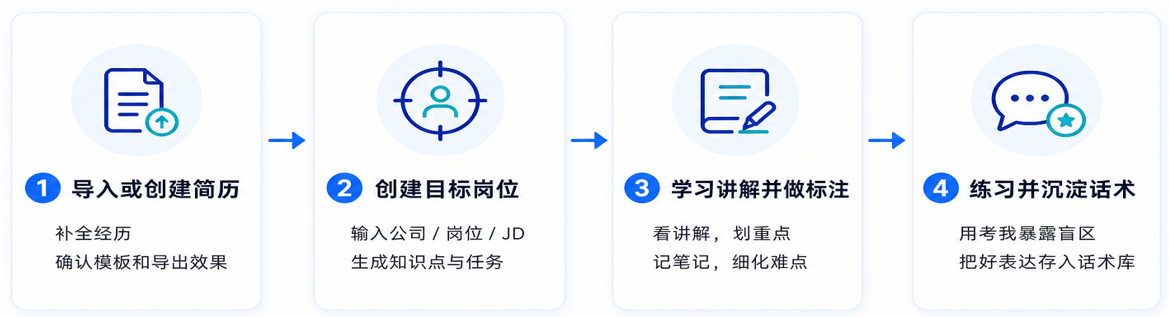 1 导入或创建简历
补全经历
确认模板和导出效果
2 创建目标岗位
输入公司 / 岗位 / JD
生成知识点与任务
3 学习讲解并做标注
看讲解，划重点
记笔记，细化难点
4 练习并沉淀话术
用考我暴露盲区
把好表达存入话术库